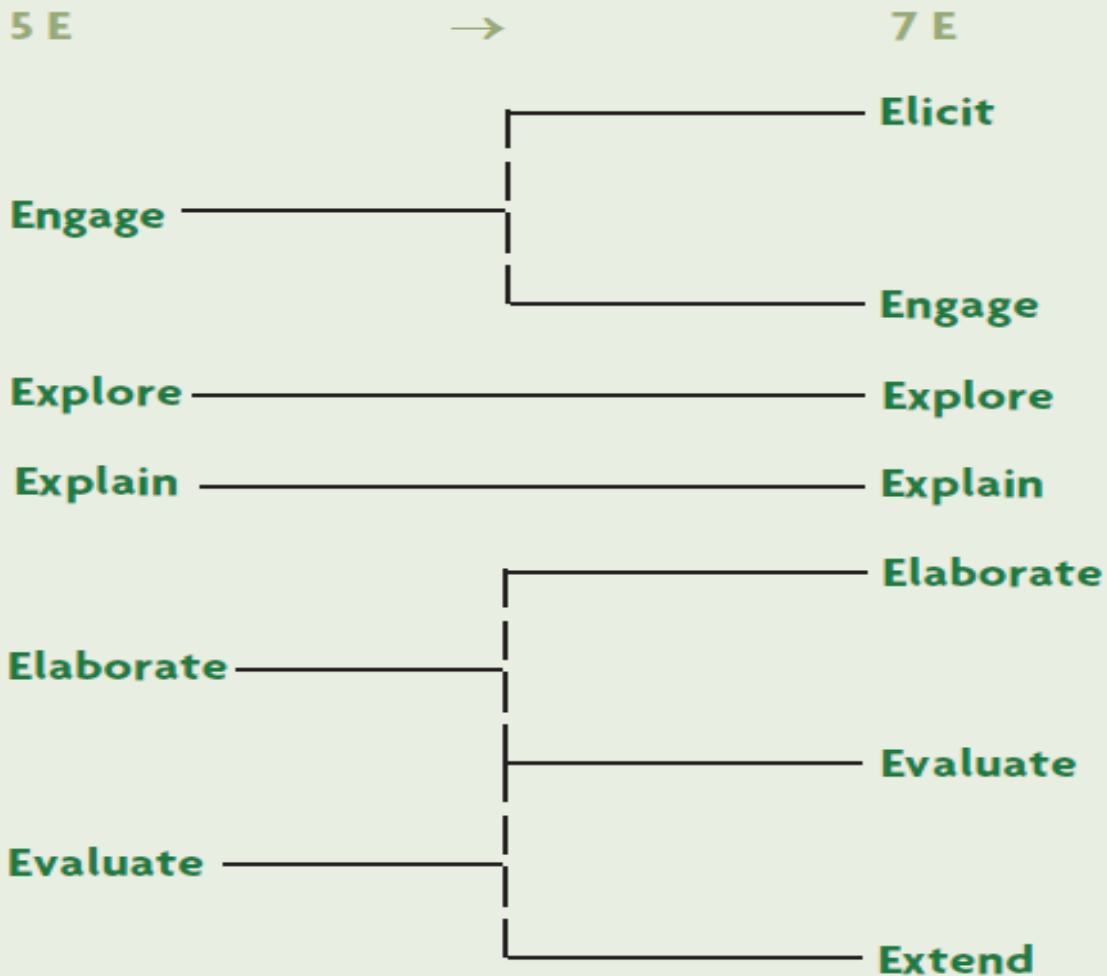 5 E → 7 E
Elicit
Engage
Engage
Explore Explore
Explain Explain
Elaborate
Elaborate
Evaluate
Evaluate
Extend